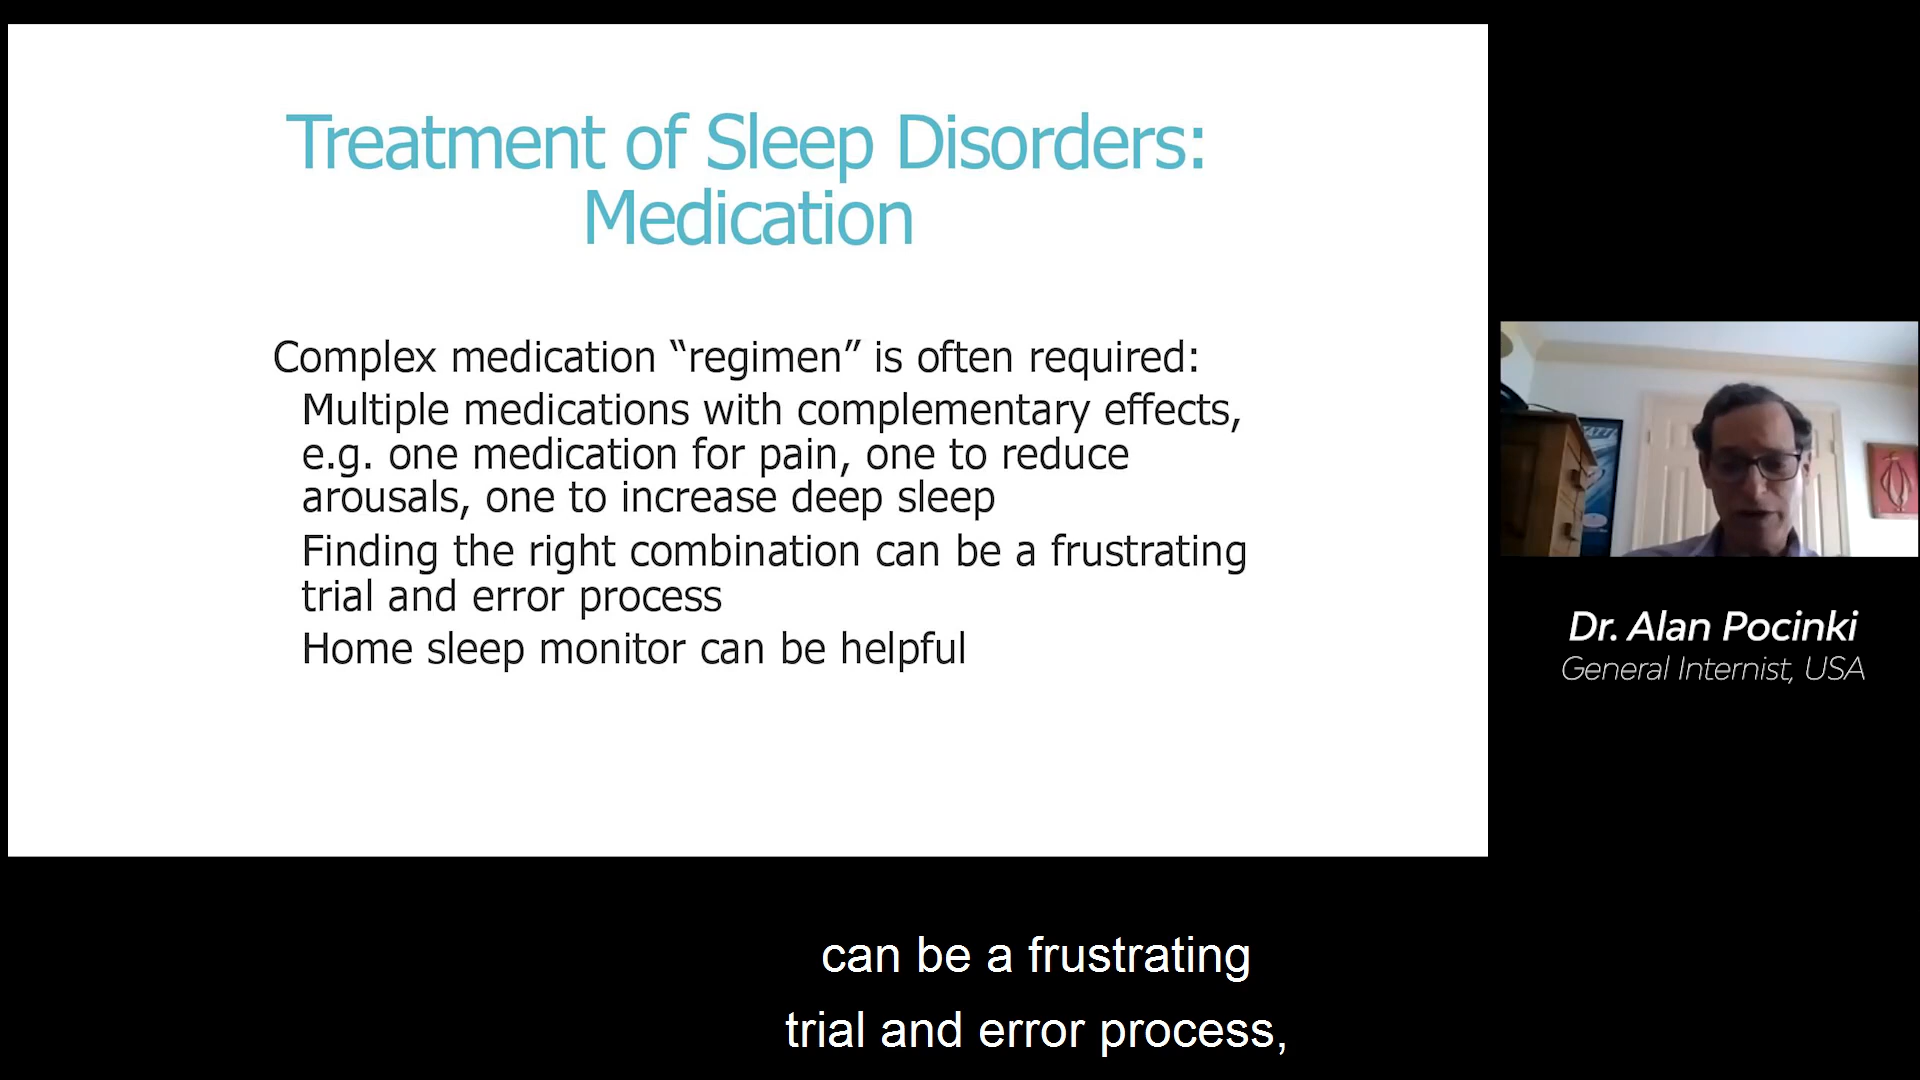 Treatment of Sleep Disorders:
Medication
Complex medication “regimen” is often required:
Multiple medications with complementary effects,
e.g. one medication for pain, one to reduce
arousals, one to increase deep sleep
Finding the right combination can be a frustrating
trial and error process
Home sleep monitor can be helpful
Dr. Alan Pocinki
General Internist, USA
can be a frustrating
trial and error process,